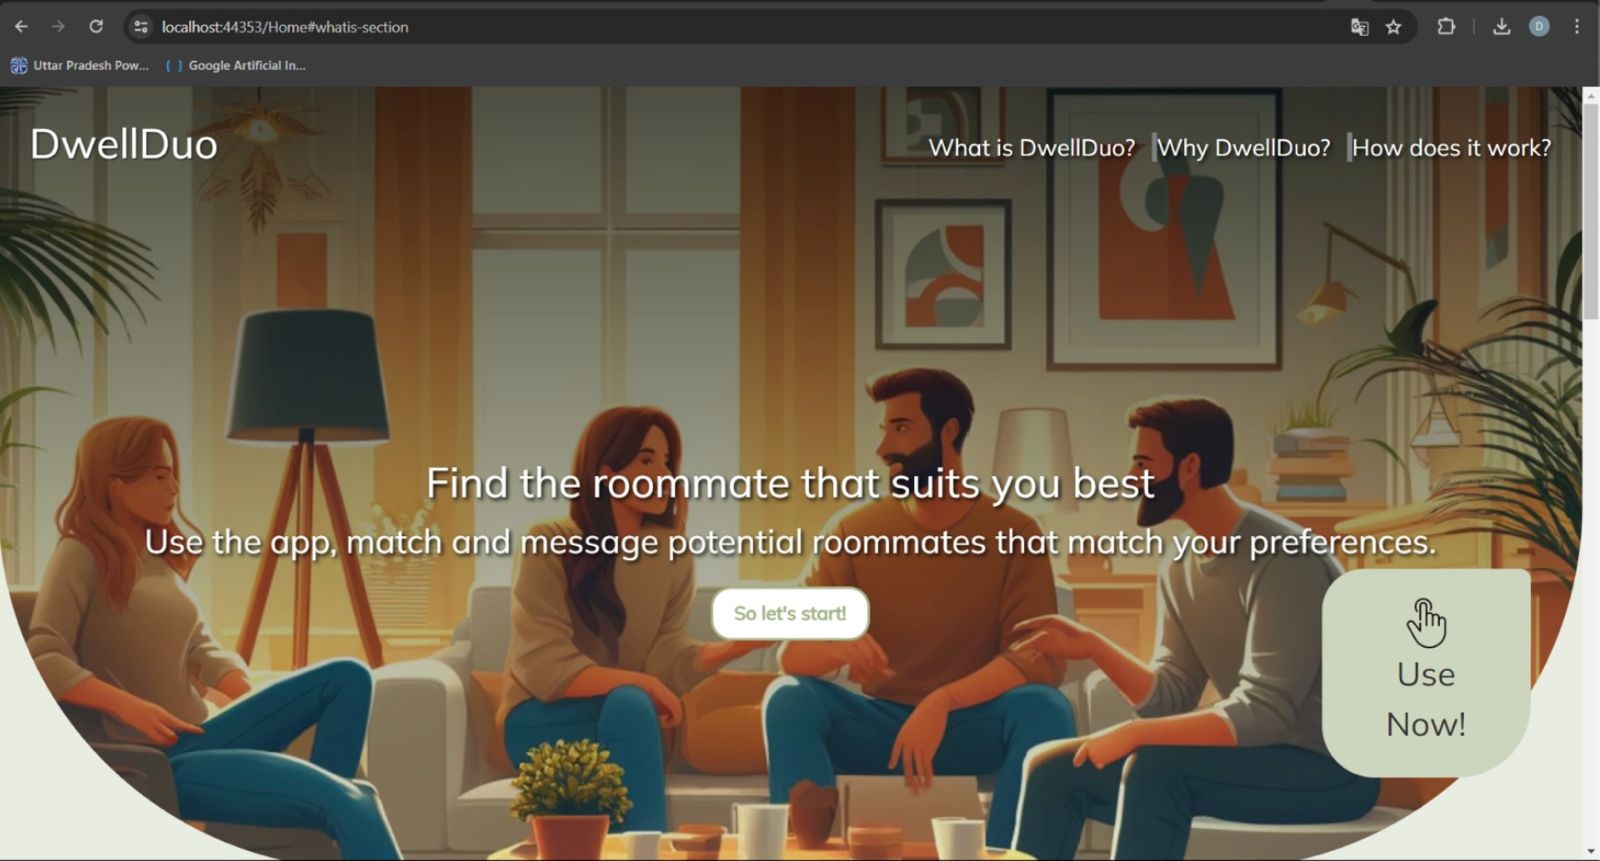 localhost:44353/Home#whatis-section
D
Uttar Pradesh Pow...
Google Artificial In...
DwellDuo
What is DwellDuo? Why DwellDuo? How does it work?
Find the roommate that suits you best
Use the app, match and message potential roommates that match your preferences.
So let's start!
Use
Now!